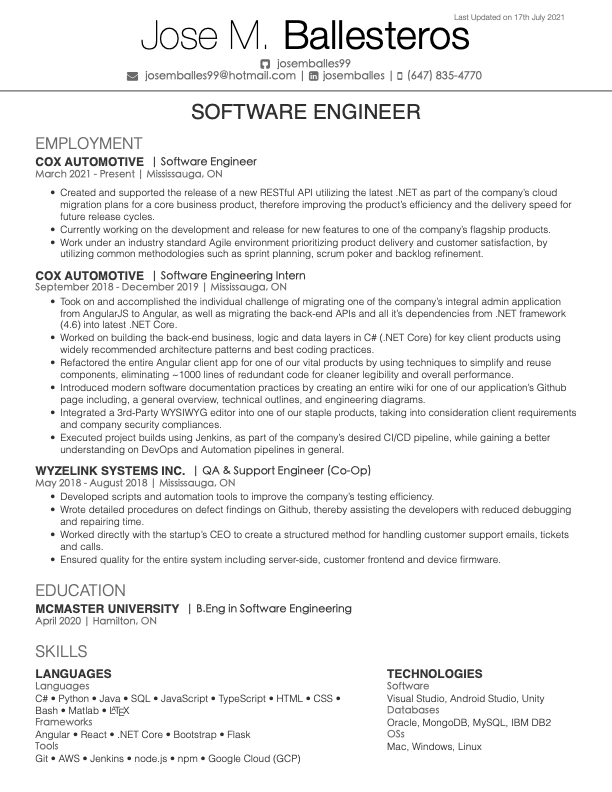 Last Updated on 17th July 2021
Jose M. Ballesteros
josemballes99
josemballes99@hotmail.com | josemballes | (647) 835-4770
SOFTWARE ENGINEER
EMPLOYMENT
COX AUTOMOTIVE | Software Engineer
March 2021 - Present | Mississauga, ON
• Created and supported the release of a new RESTful API utilizing the latest .NET as part of the company's cloud
migration plans for a core business product, therefore improving the product's efficiency and the delivery speed for
future release cycles.
• Currently working on the development and release for new features to one of the company's flagship products.
• Work under an industry standard Agile environment prioritizing product delivery and customer satisfaction, by
utilizing common methodologies such as sprint planning, scrum poker and backlog refinement.
COX AUTOMOTIVE | Software Engineering Intern
September 2018 - December 2019 | Mississauga, ON
• Took on and accomplished the individual challenge of migrating one of the company's integral admin application
from AngularJS to Angular, as well as migrating the back-end APIs and all it's dependencies from .NET framework
(4.6) into latest .NET Core.
• Worked on building the back-end business, logic and data layers in C# (.NET Core) for key client products using
widely recommended architecture patterns and best coding practices.
• Refactored the entire Angular client app for one of our vital products by using techniques to simplify and reuse
components, eliminating ~1000 lines of redundant code for cleaner legibility and overall performance.
• Introduced modern software documentation practices by creating an entire wiki for one of our application's Github
page including, a general overview, technical outlines, and engineering diagrams.
• Integrated a 3rd-Party WYSIWYG editor into one of our staple products, taking into consideration client requirements
and company security compliances.
• Executed project builds using Jenkins, as part of the company's desired CI/CD pipeline, while gaining a better
understanding on DevOps and Automation pipelines in general.
WYZELINK SYSTEMS INC. | QA & Support Engineer (Co-Op)
May 2018 - August 2018 | Mississauga, ON
• Developed scripts and automation tools to improve the company's testing efficiency.
• Wrote detailed procedures on defect findings on Github, thereby assisting the developers with reduced debugging
and repairing time.
• Worked directly with the startup's CEO to create a structured method for handling customer support emails, tickets
and calls.
• Ensured quality for the entire system including server-side, customer frontend and device firmware.
EDUCATION
MCMASTER UNIVERSITY | B.Eng in Software Engineering
April 2020 | Hamilton, ON
SKILLS
LANGUAGES
Languages
C# • Python • Java • SQL • JavaScript • TypeScript • HTML • CSS •
Bash • Matlab • LATEX
Frameworks
Angular • React • .NET Core • Bootstrap • Flask
Tools
Git • AWS • Jenkins • node.js • npm • Google Cloud (GCP)
TECHNOLOGIES
Software
Visual Studio, Android Studio, Unity
Databases
Oracle, MongoDB, MySQL, IBM DB2
OSs
Mac, Windows, Linux